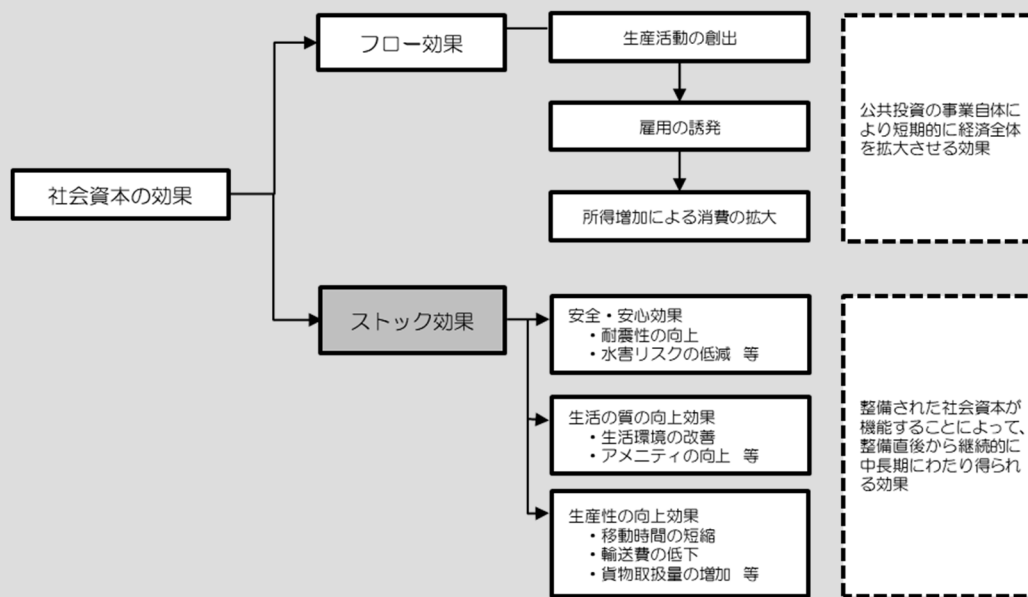 フロー効果
生産活動の創出
雇用の誘発
所得増加による消費の拡大
公共投資の事業自体に
より短期的に経済全体
を拡大させる効果
社会資本の効果
ストック効果
安全・安心効果
・耐震性の向上
・水害リスクの低減 等
生活の質の向上効果
・生活環境の改善
・アメニティの向上 等
生産性の向上効果
・移動時間の短縮
・輸送費の低下
・貨物取扱量の増加 等
整備された社会資本が
機能することによって、
整備直後から継続的に
中長期にわたり得られ
る効果